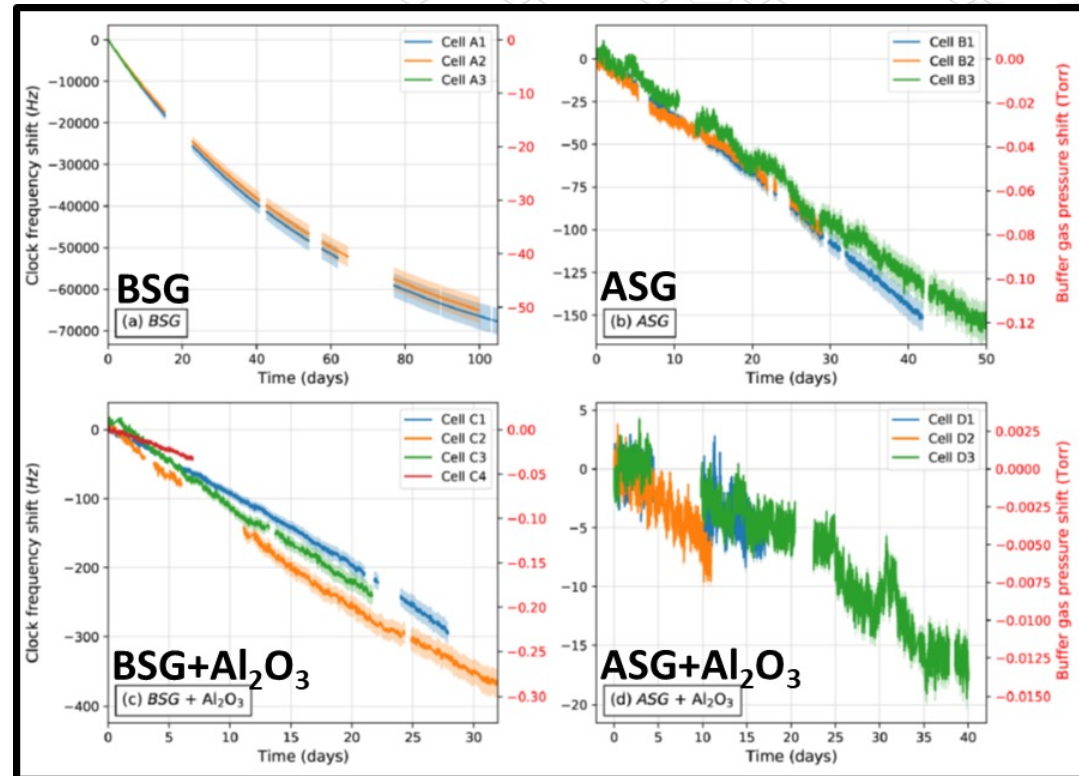 Clock frequency shift (Hz)
0
−10000
−20000
−30000
−40000
−50000
−60000
−70000
Cell A1
Cell A2
Cell A3
0
−10
−20
−30
−40
−50
BSG
(a) BSG
0 20 40 60 80 100
Time (days)
0
−25
−50
−75
−100
−125
−150
Cell B1
Cell B2
Cell B3
0.00
−0.02
−0.04
−0.06
−0.08
−0.10
−0.12
Buffer gas pressure shift (Torr)
ASG
(b) ASG
0 10 20 30 40 50
Time (days)
Clock frequency shift (Hz)
0
−100
−200
−300
−400
Cell C1
Cell C2
Cell C3
Cell C4
0.00
−0.05
−0.10
−0.15
−0.20
−0.25
−0.30
BSG+Al₂O₃
(c) BSG + Al₂O₃
0 5 10 15 20 25 30
Time (days)
5
0
−5
−10
−15
−20
Cell D1
Cell D2
Cell D3
0.0025
0.0000
−0.0025
−0.0050
−0.0075
−0.0100
−0.0125
−0.0150
Buffer gas pressure shift (Torr)
ASG+Al₂O₃
(d) ASG + Al₂O₃
0 5 10 15 20 25 30 35 40
Time (days)